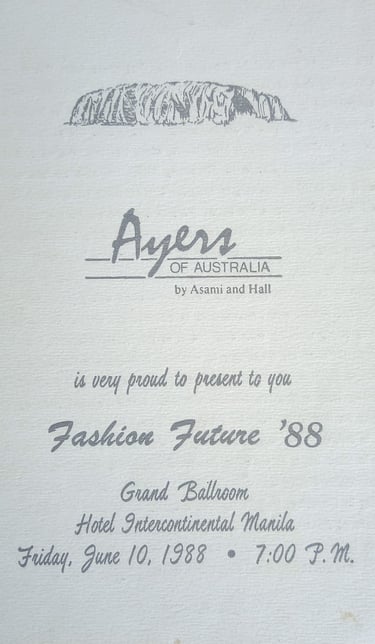 Ayers
OF AUSTRALIA
by Asami and Hall
is very proud to present to you
Fashion Future '88
Grand Ballroom
Hotel Intercontinental Manila
Friday, June 10, 1988 • 7:00 P.M.